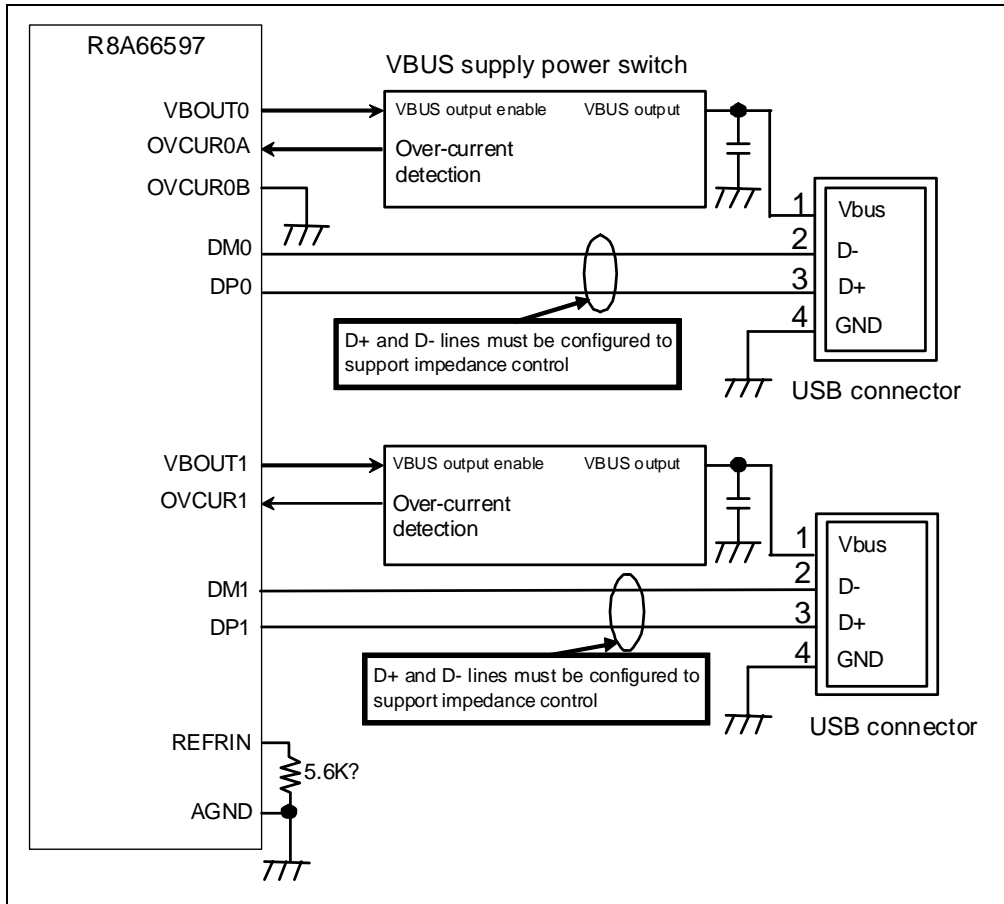 R8A66597
VBUS supply power switch
VBOUT0
VBUS output enable
VBUS output
OVCUR0A
Over-current
detection
OVCUR0B
1
Vbus
DM0
2
D-
DP0
3
D+
4
GND
D+ and D- lines must be configured to
support impedance control
USB connector
VBOUT1
VBUS output enable
VBUS output
OVCUR1
Over-current
detection
1
Vbus
DM1
2
D-
DP1
3
D+
4
GND
D+ and D- lines must be configured to
support impedance control
USB connector
REFRIN
5.6K?
AGND